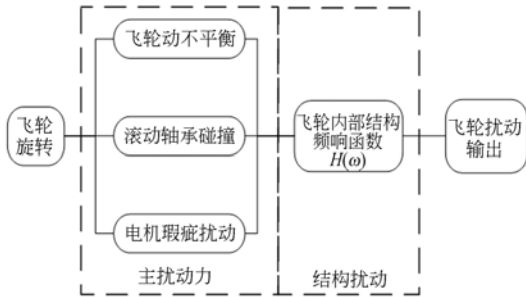 飞轮动不平衡
飞轮
旋转
滚动轴承碰撞
飞轮内部结构
频响函数
H(ω)
飞轮扰动
输出
电机瑕疵扰动
主扰动力
结构扰动